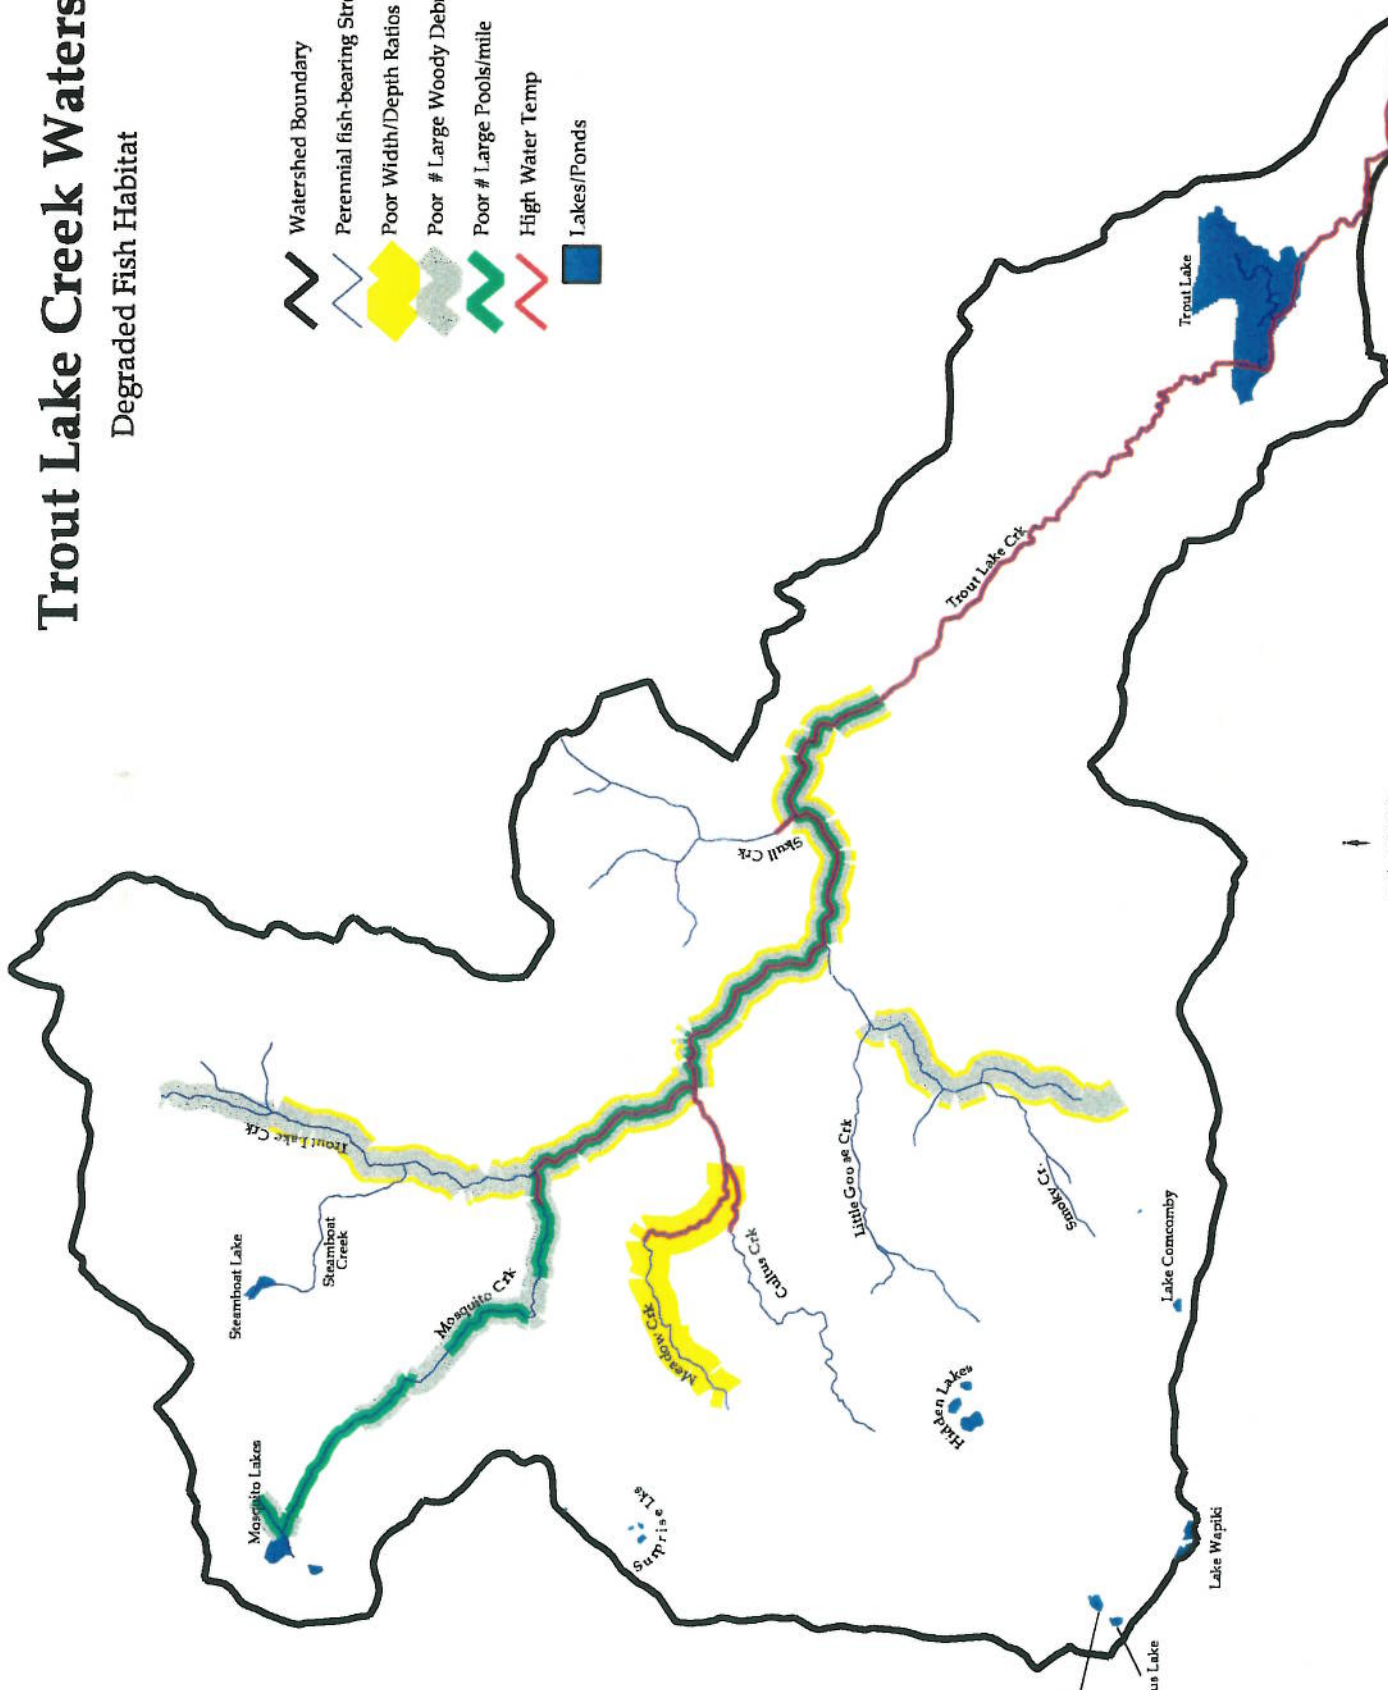 Trout Lake Creek Waters
Degraded Fish Habitat
Watershed Boundary
Perennial fish-bearing Stre
Poor Width/Depth Ratios
Poor # Large Woody Debr
Poor # Large Pools/mile
High Water Temp
Lakes/Ponds
Trout Lake
Trout Lake Crk
Skull Crk
Trout Lake Crk
Steamboat Lake
Steamboat
Creek
Mosquito Crk
Mosquito Lakes
Meadow Crk
Cultus Crk
Little Goose Crk
Smoky Cr.
Lake Comcomby
Hidden Lakes
Surprise Lks
Lake Wapiki
us Lake